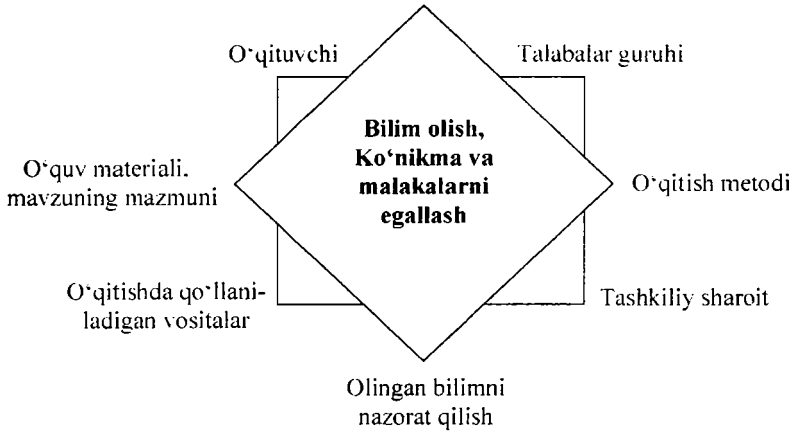 O‘qituvchi
Talabalar guruhi
Bilim olish,
Ko‘nikma va
malakalarni
egallash
O‘quv materiali.
mavzuning mazmuni
O‘qitish metodi
O‘qitishda qo‘llani-
ladigan vositalar
Tashkiliy sharoit
Olingan bilimni
nazorat qilish